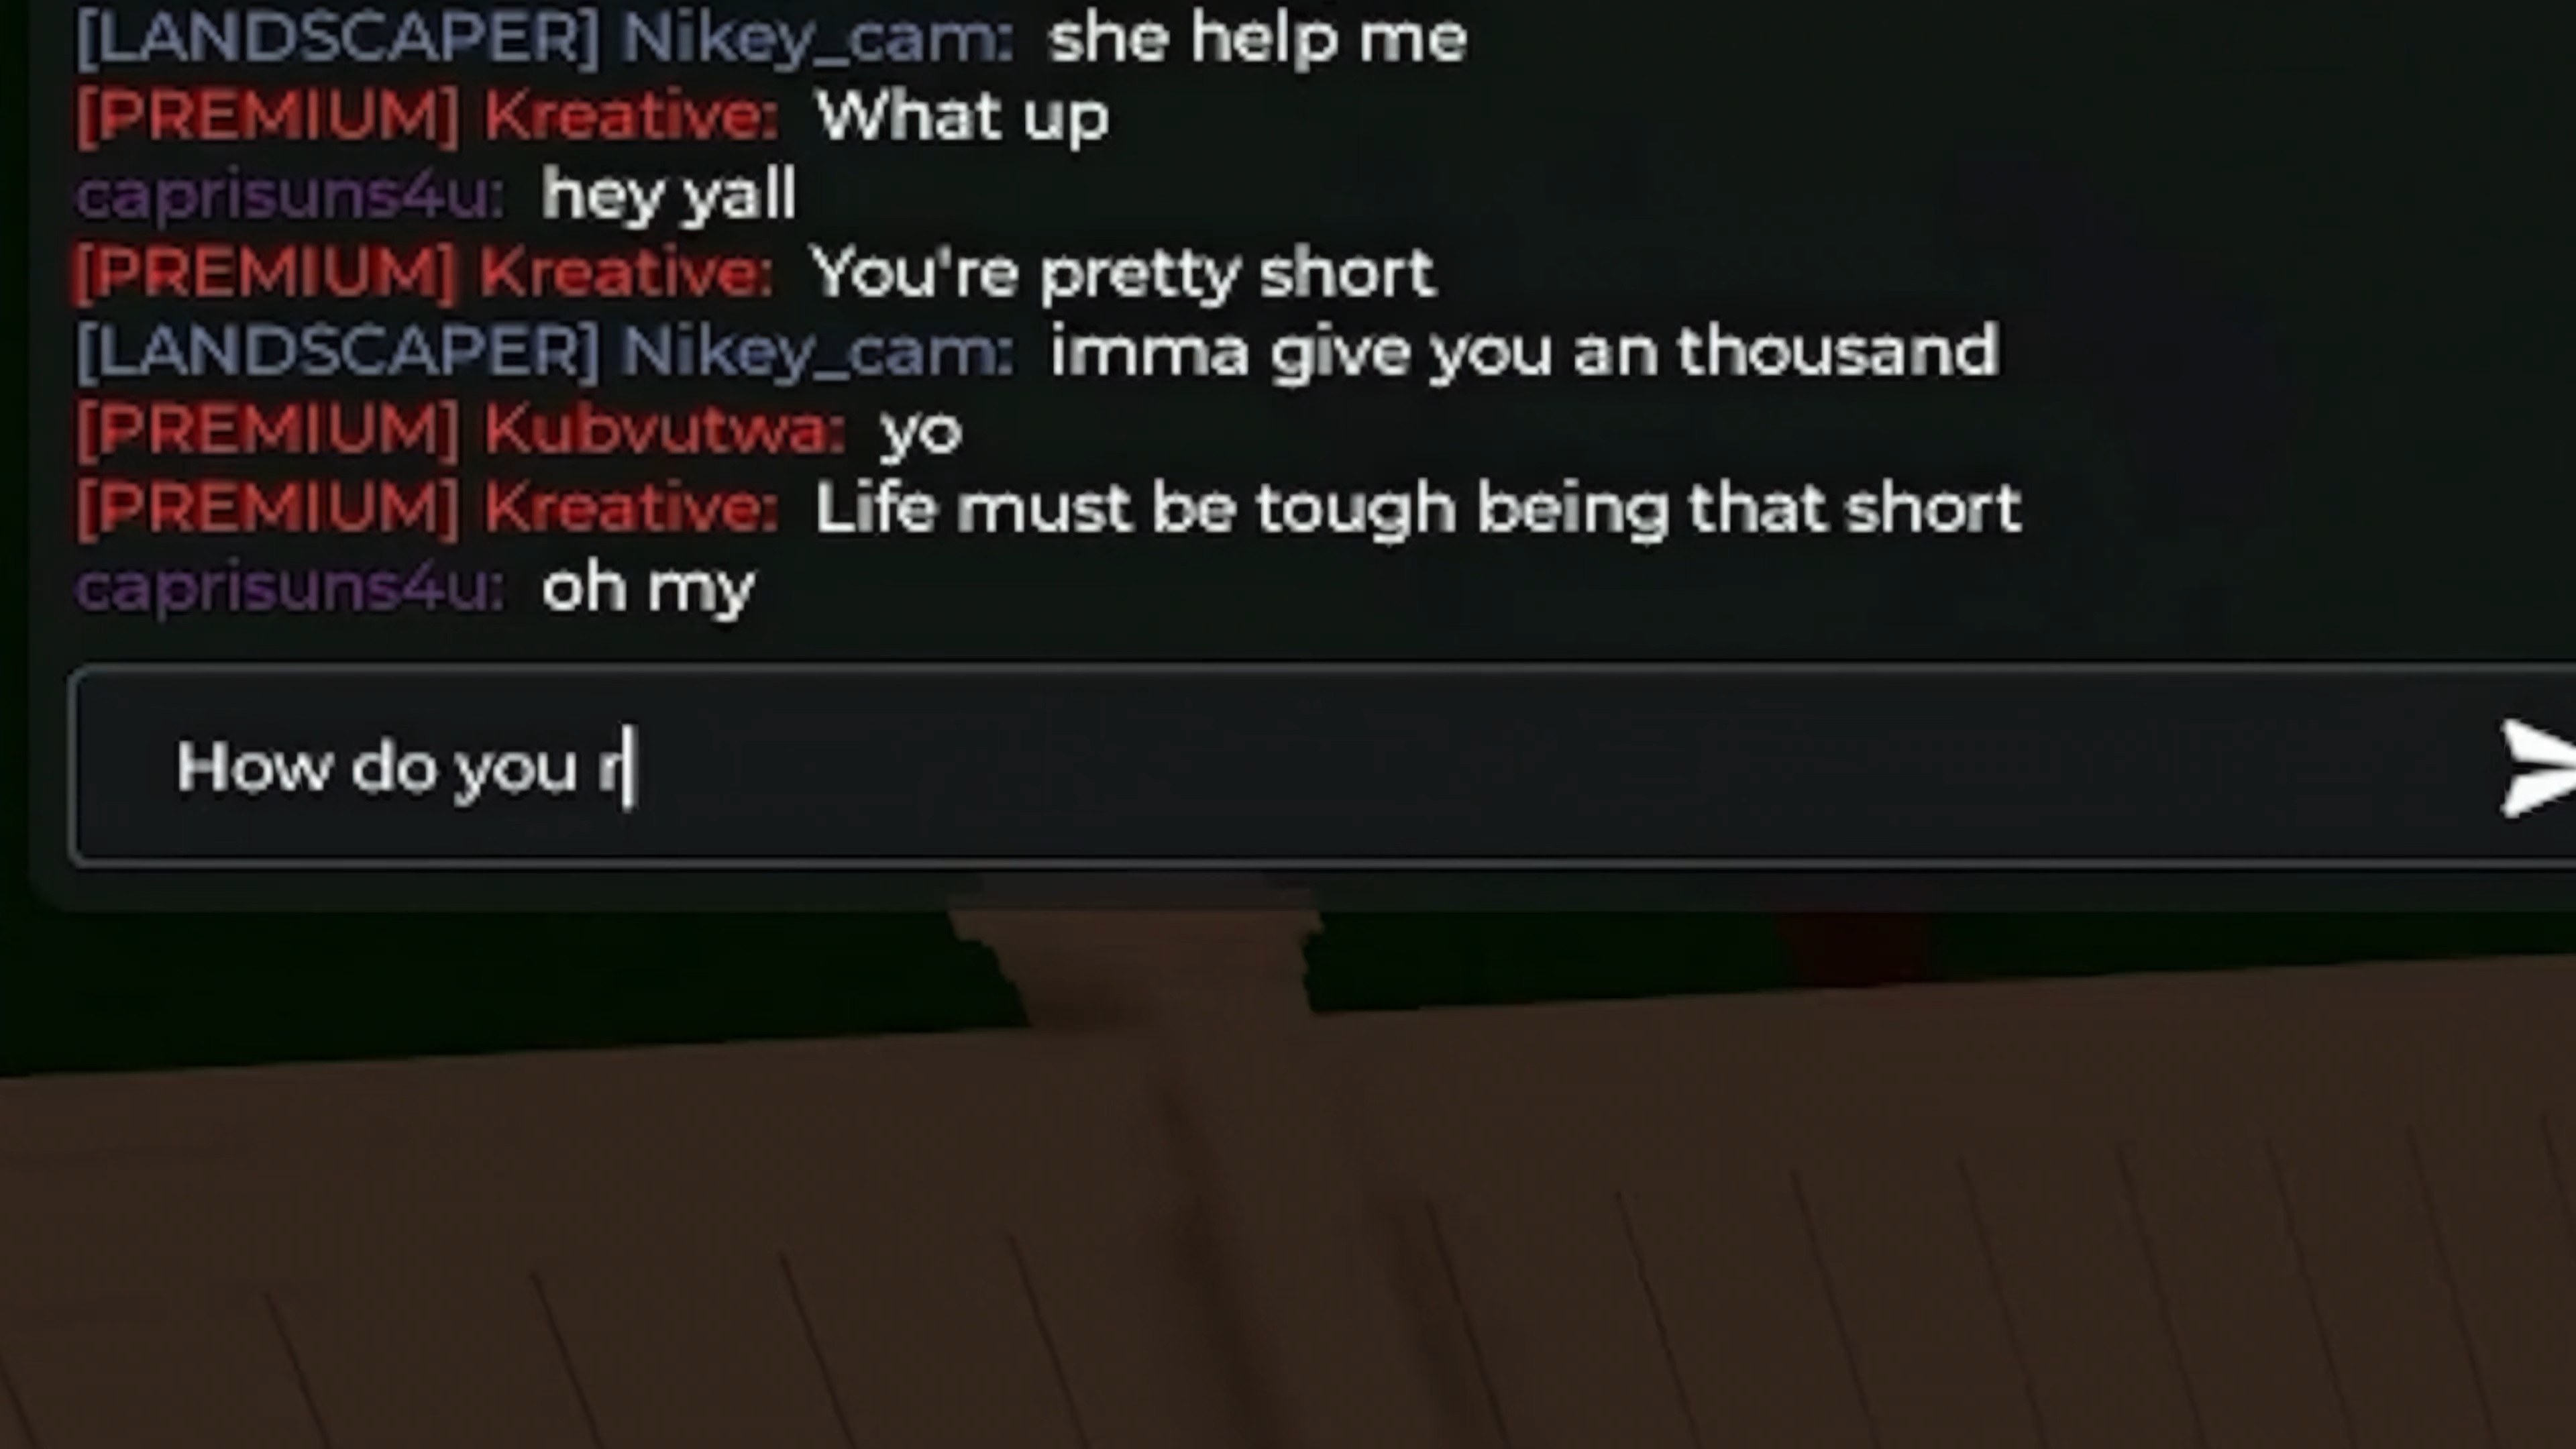 [LANDSCAPER] Nikey_cam: she help me
[PREMIUM] Kreative: What up
caprisuns4u: hey yall
[PREMIUM] Kreative: You're pretty short
[LANDSCAPER] Nikey_cam: imma give you an thousand
[PREMIUM] Kubvutwa: yo
[PREMIUM] Kreative: Life must be tough being that short
caprisuns4u: oh my
How do you r